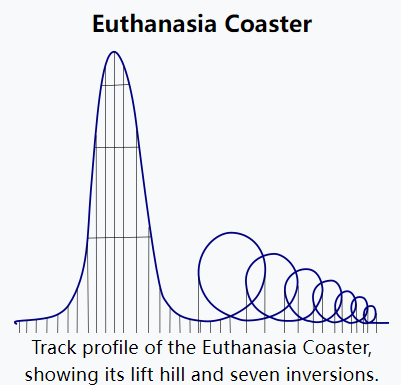 Euthanasia Coaster
Track profile of the Euthanasia Coaster,
showing its lift hill and seven inversions.